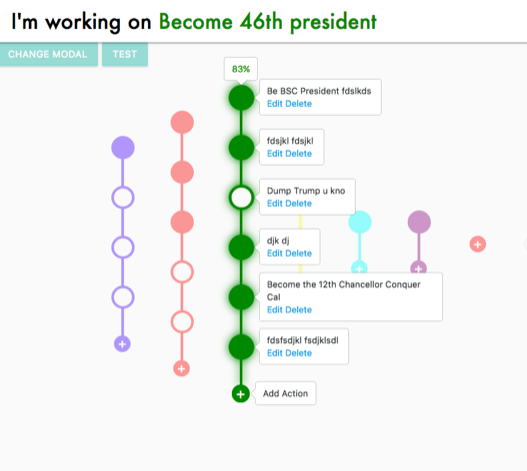 I'm working on Become 46th president
CHANGE MODAL TEST
83%
Be BSC President fdslkds
Edit Delete
fdsjkl fdsjkl
Edit Delete
Dump Trump u kno
Edit Delete
djk dj
Edit Delete
Become the 12th Chancellor Conquer
Cal
Edit Delete
fdsfsdjkl fsdjklsdl
Edit Delete
Add Action